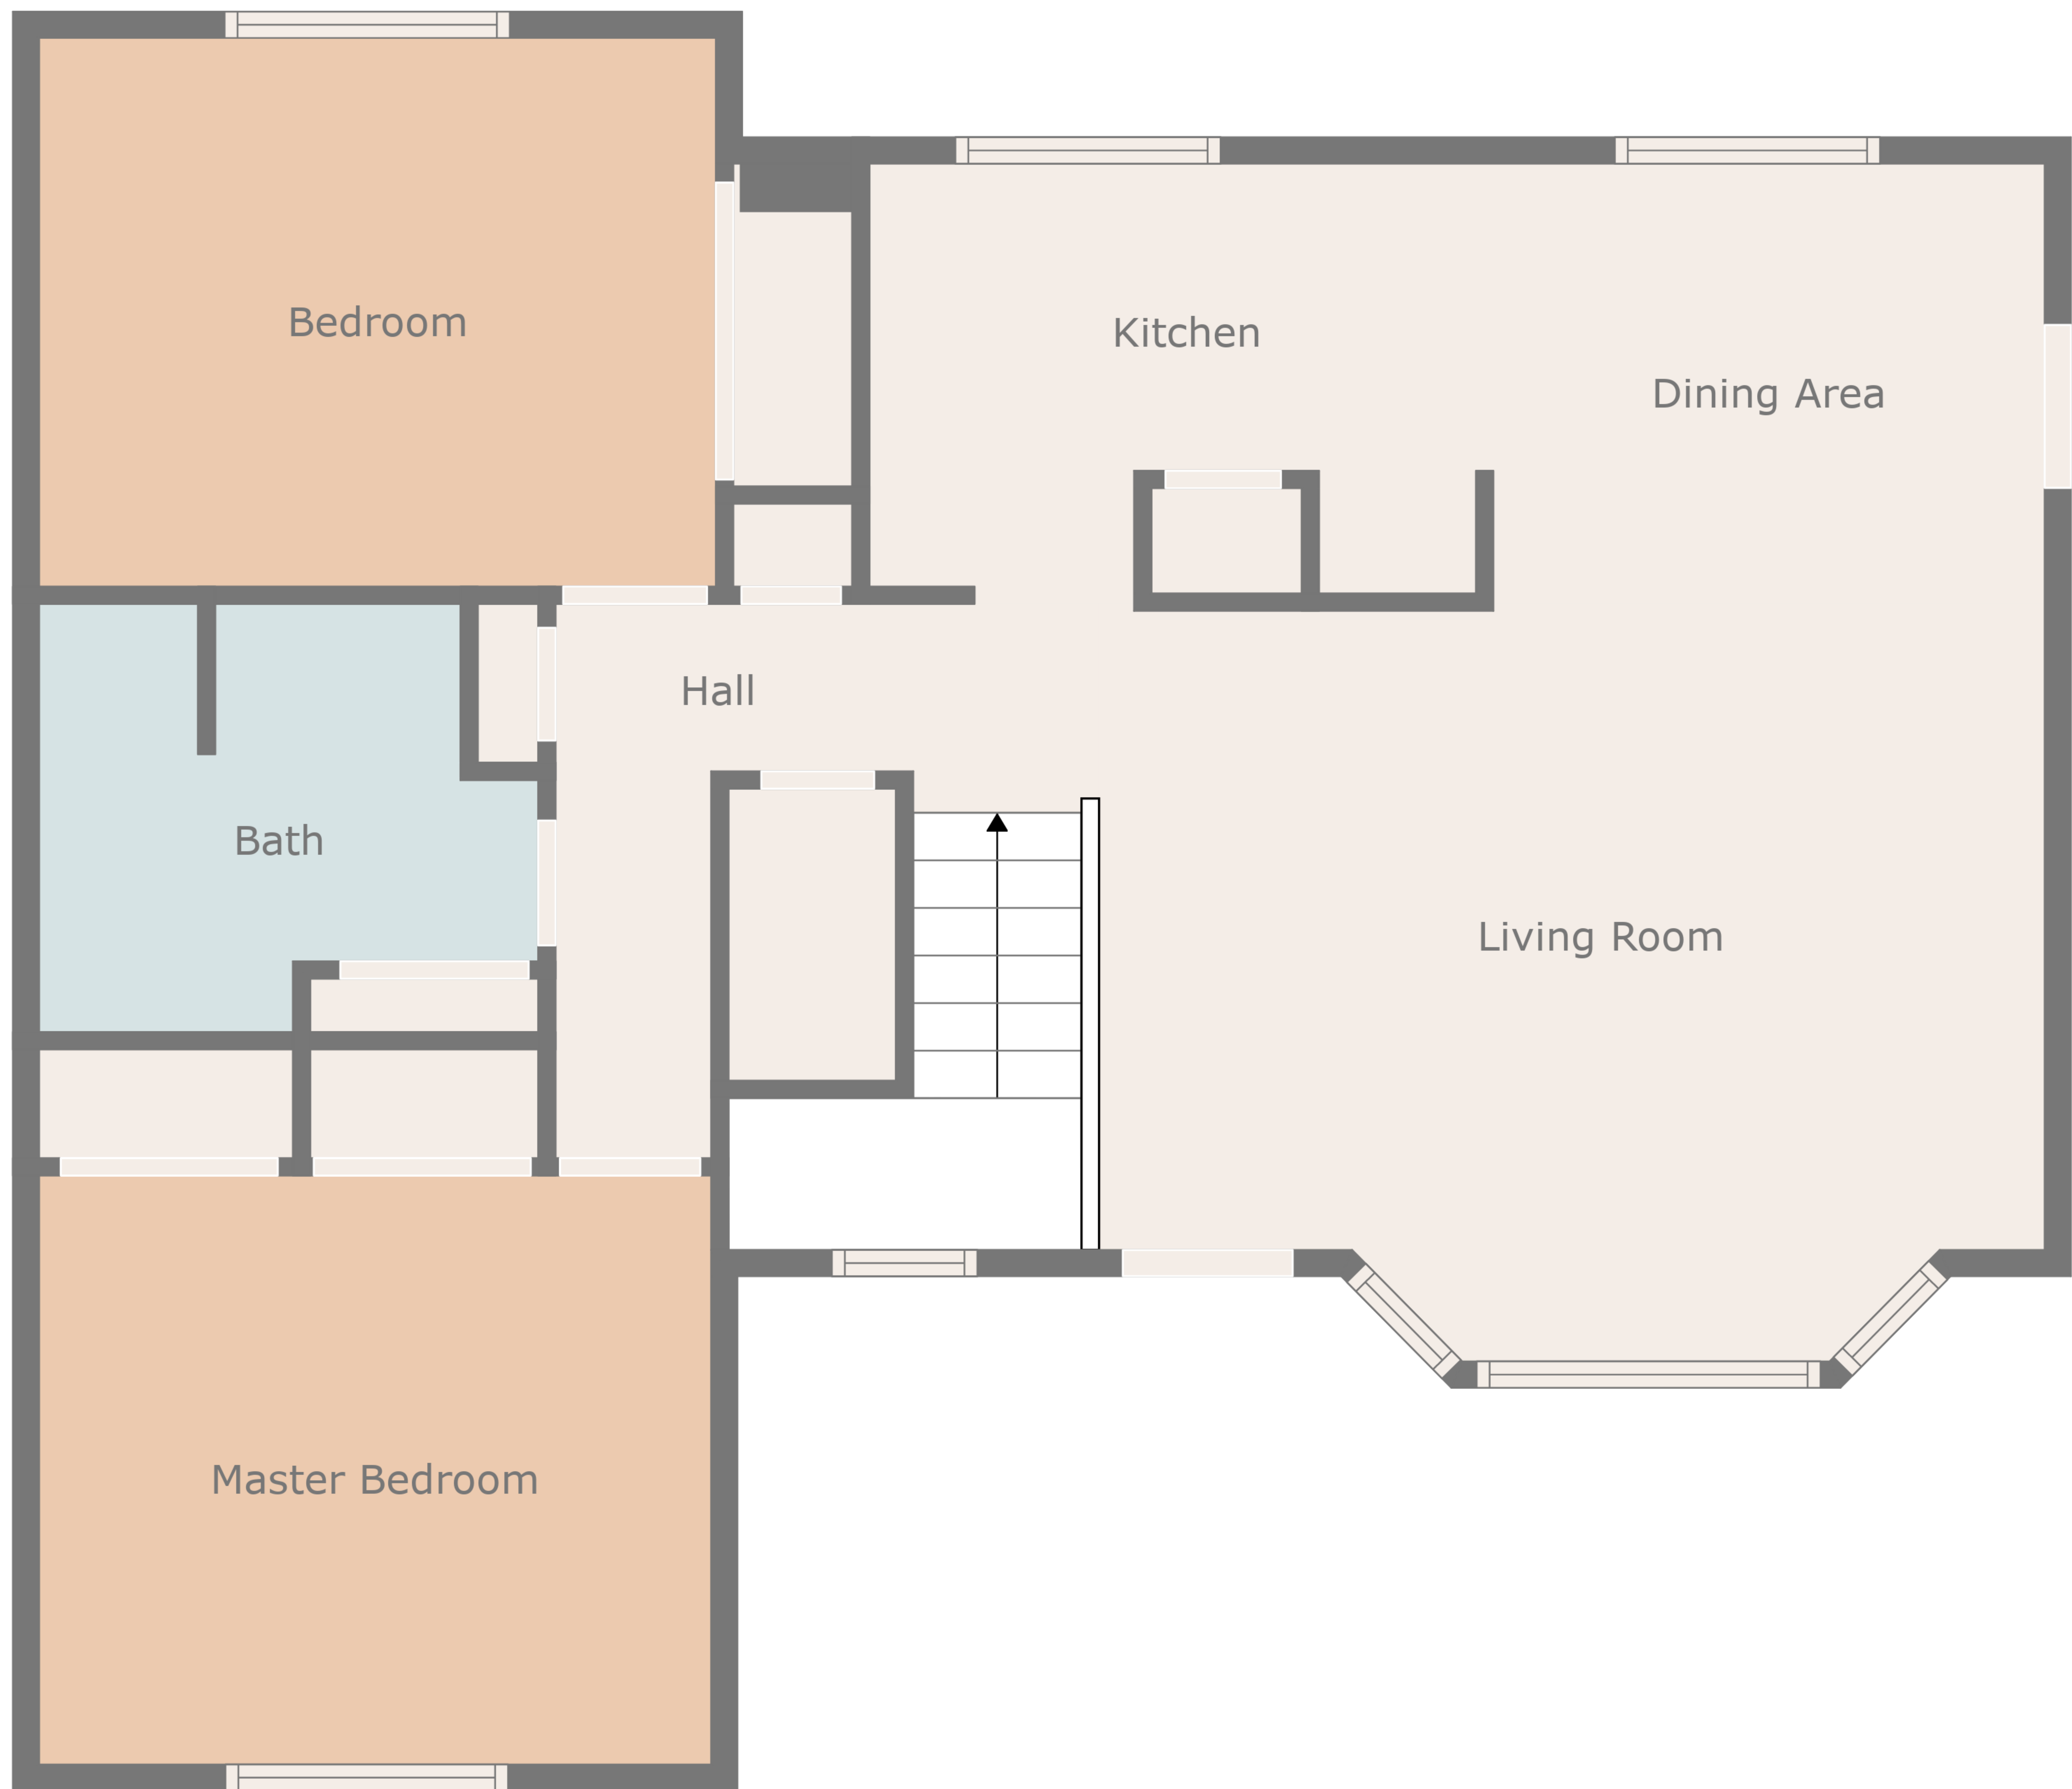 Bedroom
Kitchen
Dining Area
Hall
Bath
Living Room
Master Bedroom